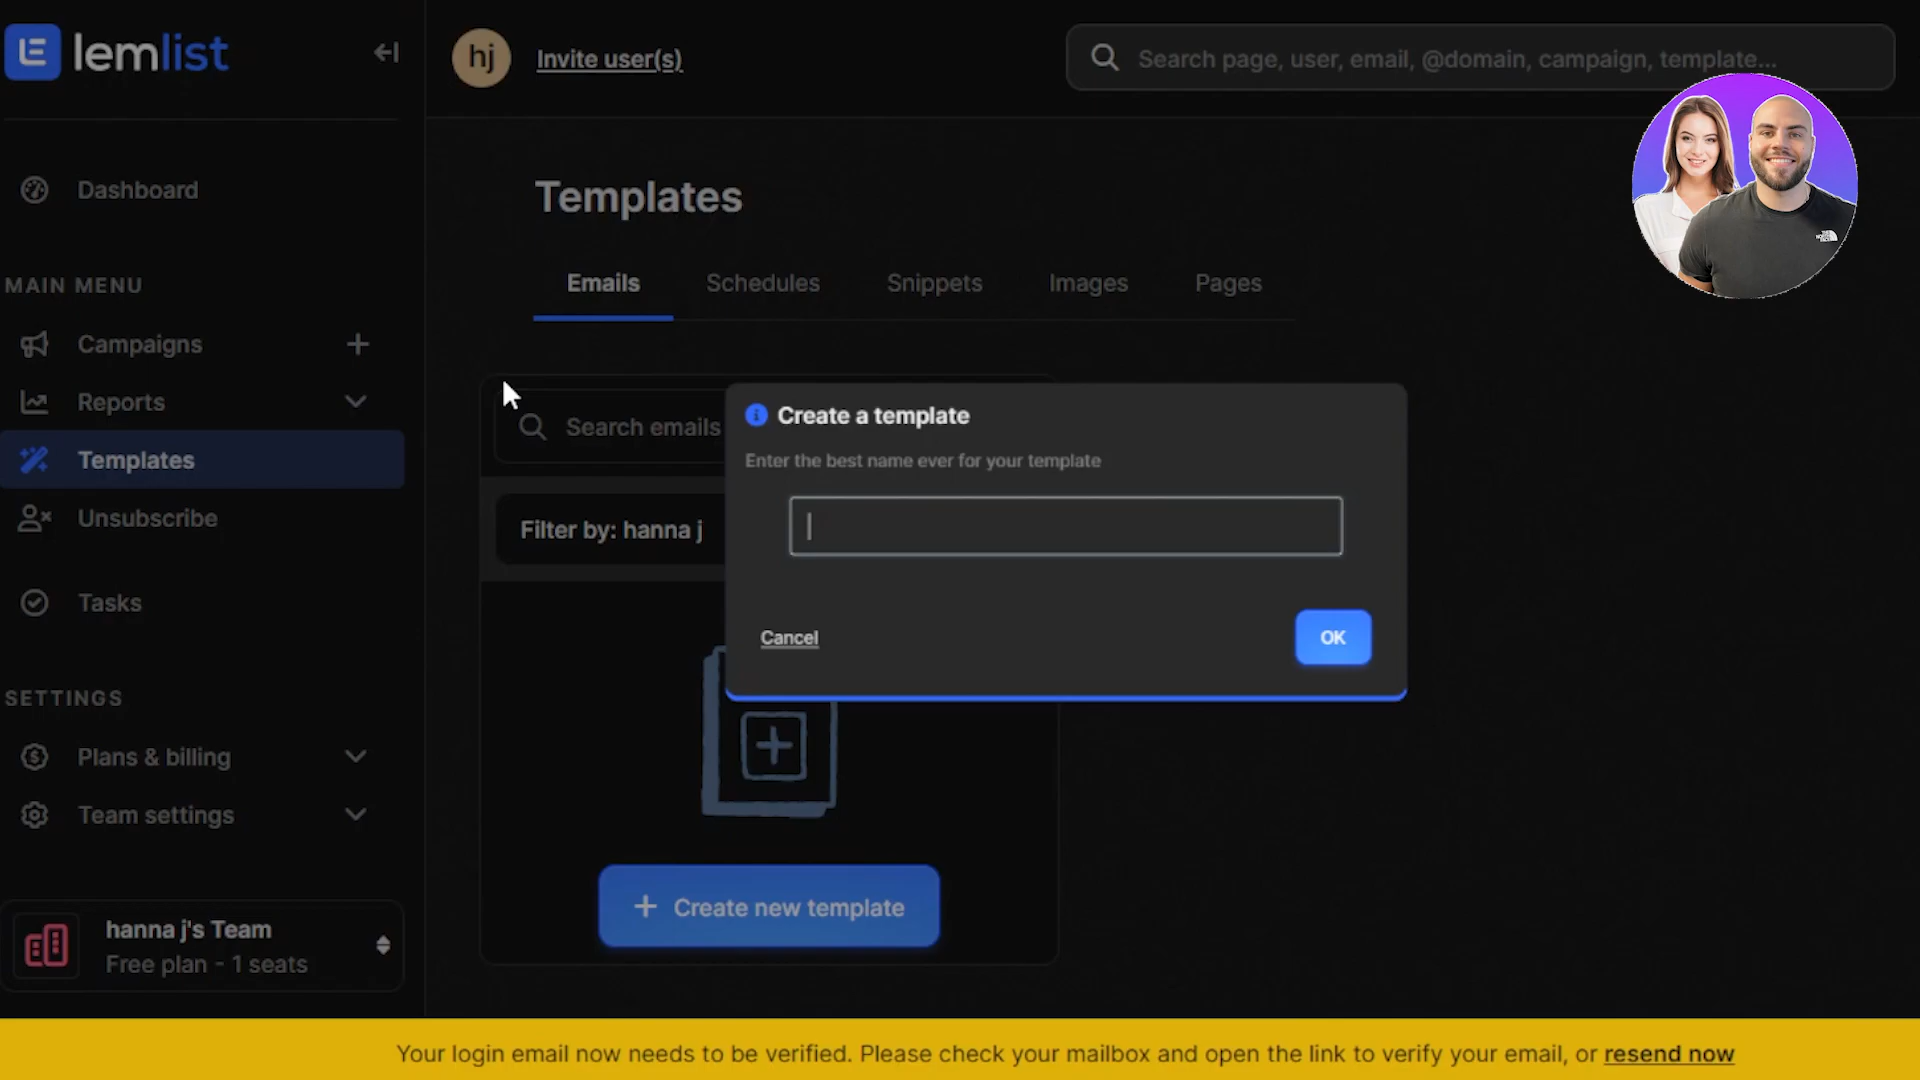 lemlist
hj
Invite user(s)
Search page, user, email, @domain, campaign, template...
Dashboard
MAIN MENU
Campaigns
Reports
Templates
Unsubscribe
Tasks
SETTINGS
Plans & billing
Team settings
hanna j's Team
Free plan - 1 seats
Templates
Emails
Schedules
Snippets
Images
Pages
Search emails
Filter by: hanna j
Create a template
Enter the best name ever for your template
Cancel
OK
Create new template
Your login email now needs to be verified. Please check your mailbox and open the link to verify your email, or resend now